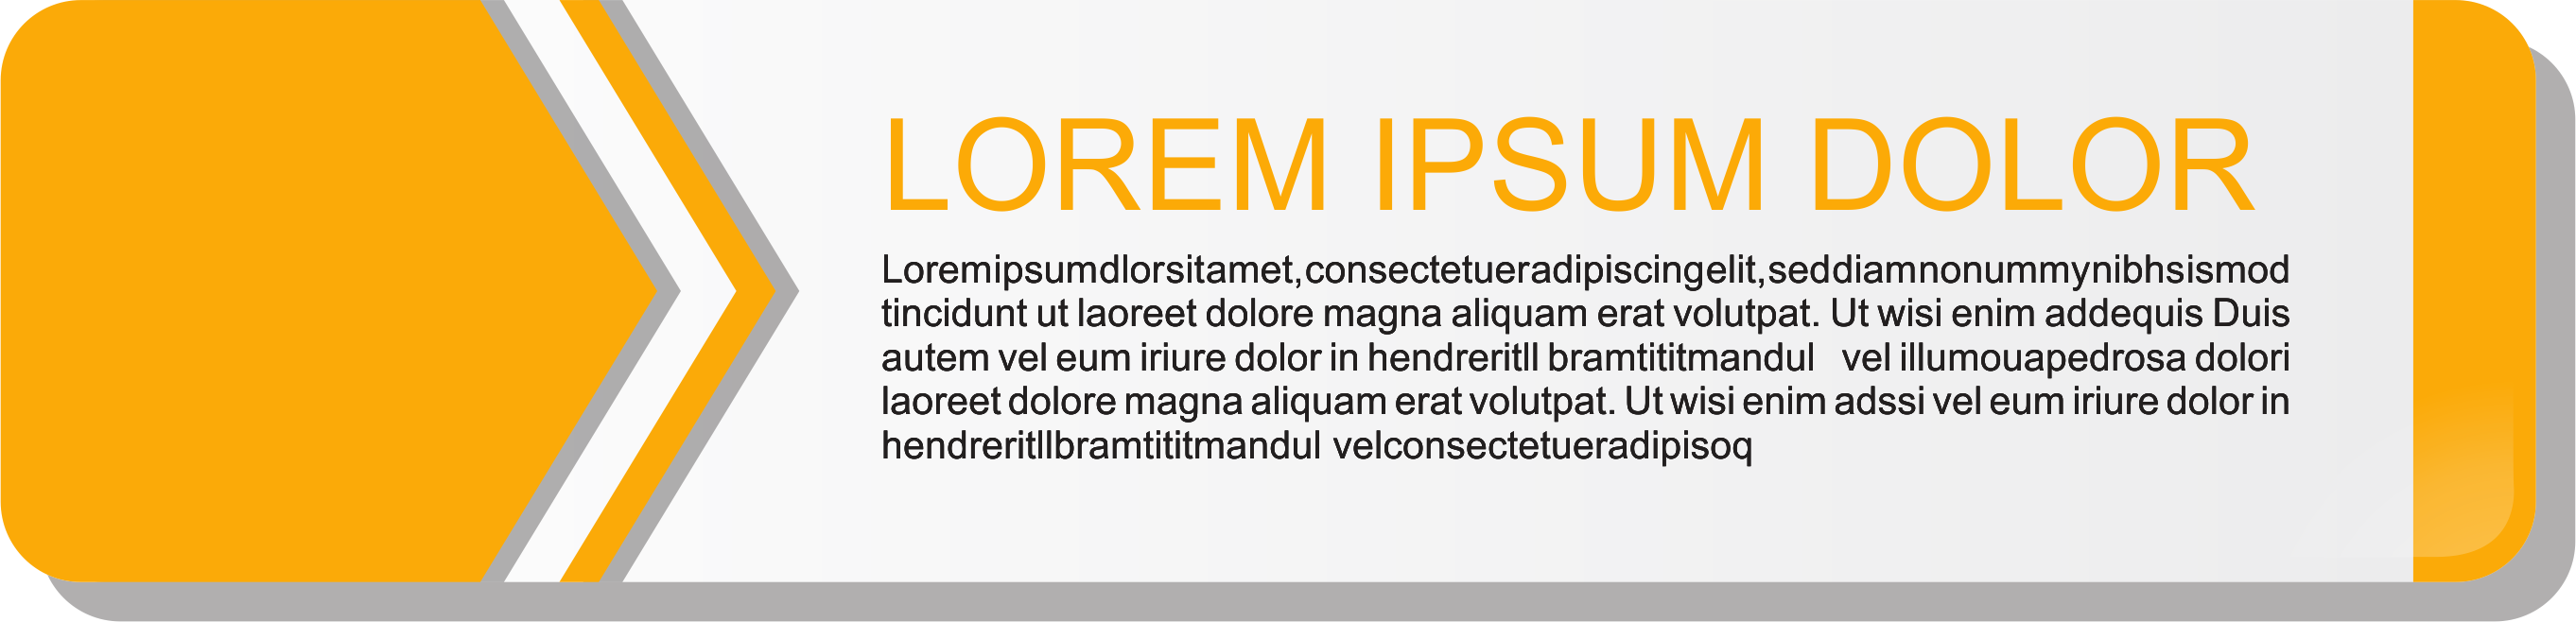 LOREM IPSUM DOLOR
Loremipsumdlorsitamet,consectetueradipiscingelit,seddiamnonummynibhsismod
tincidunt ut laoreet dolore magna aliquam erat volutpat. Ut wisi enim addequis Duis
autem vel eum iriure dolor in hendreritll bramtititmandul vel illumouapedrosa dolori
laoreet dolore magna aliquam erat volutpat. Ut wisi enim adssi vel eum iriure dolor in
hendreritllbramtititmandul velconsectetueradipisoq